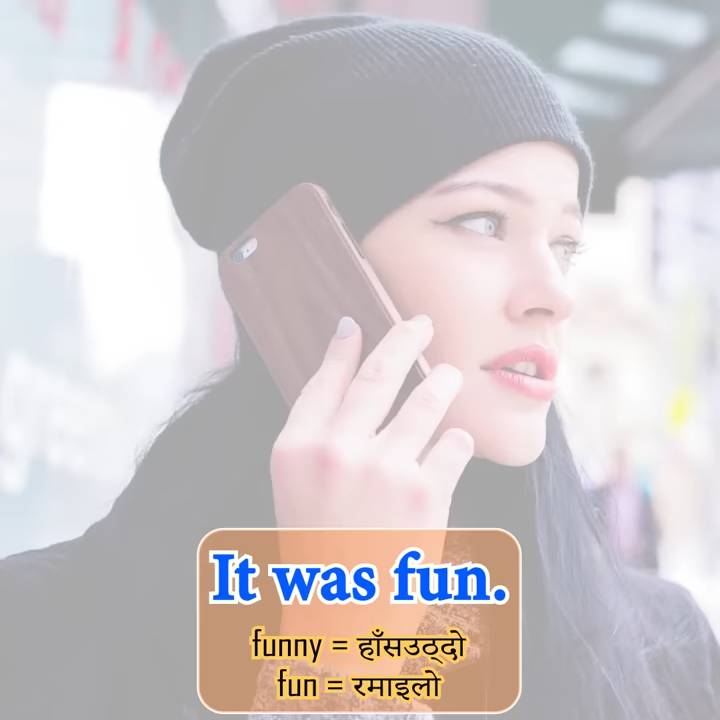 It was fun.
funny = हाँसउठ्दो
fun = रमाइलो